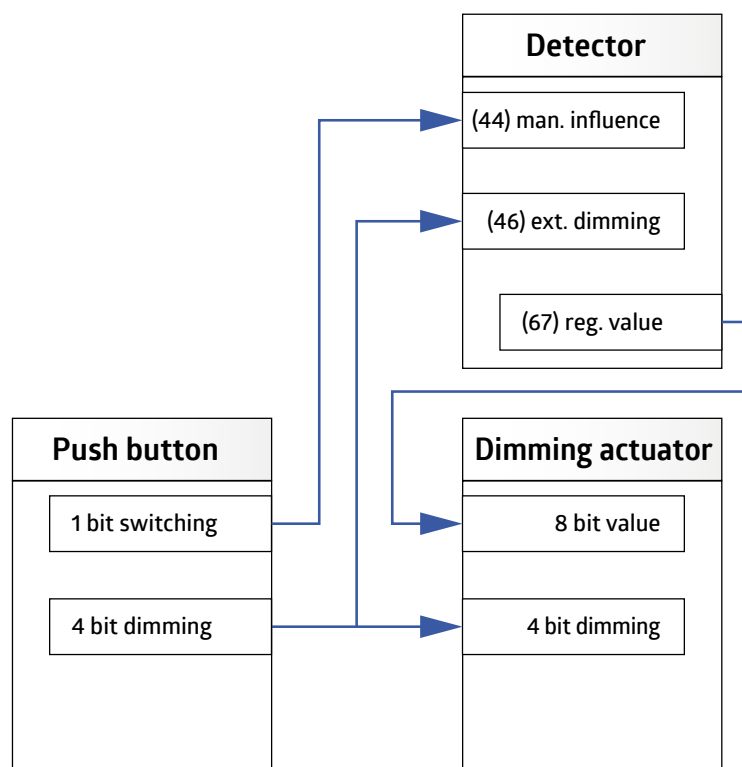 Detector
(44) man. influence
(46) ext. dimming
(67) reg. value
Push button
1 bit switching
4 bit dimming
Dimming actuator
8 bit value
4 bit dimming